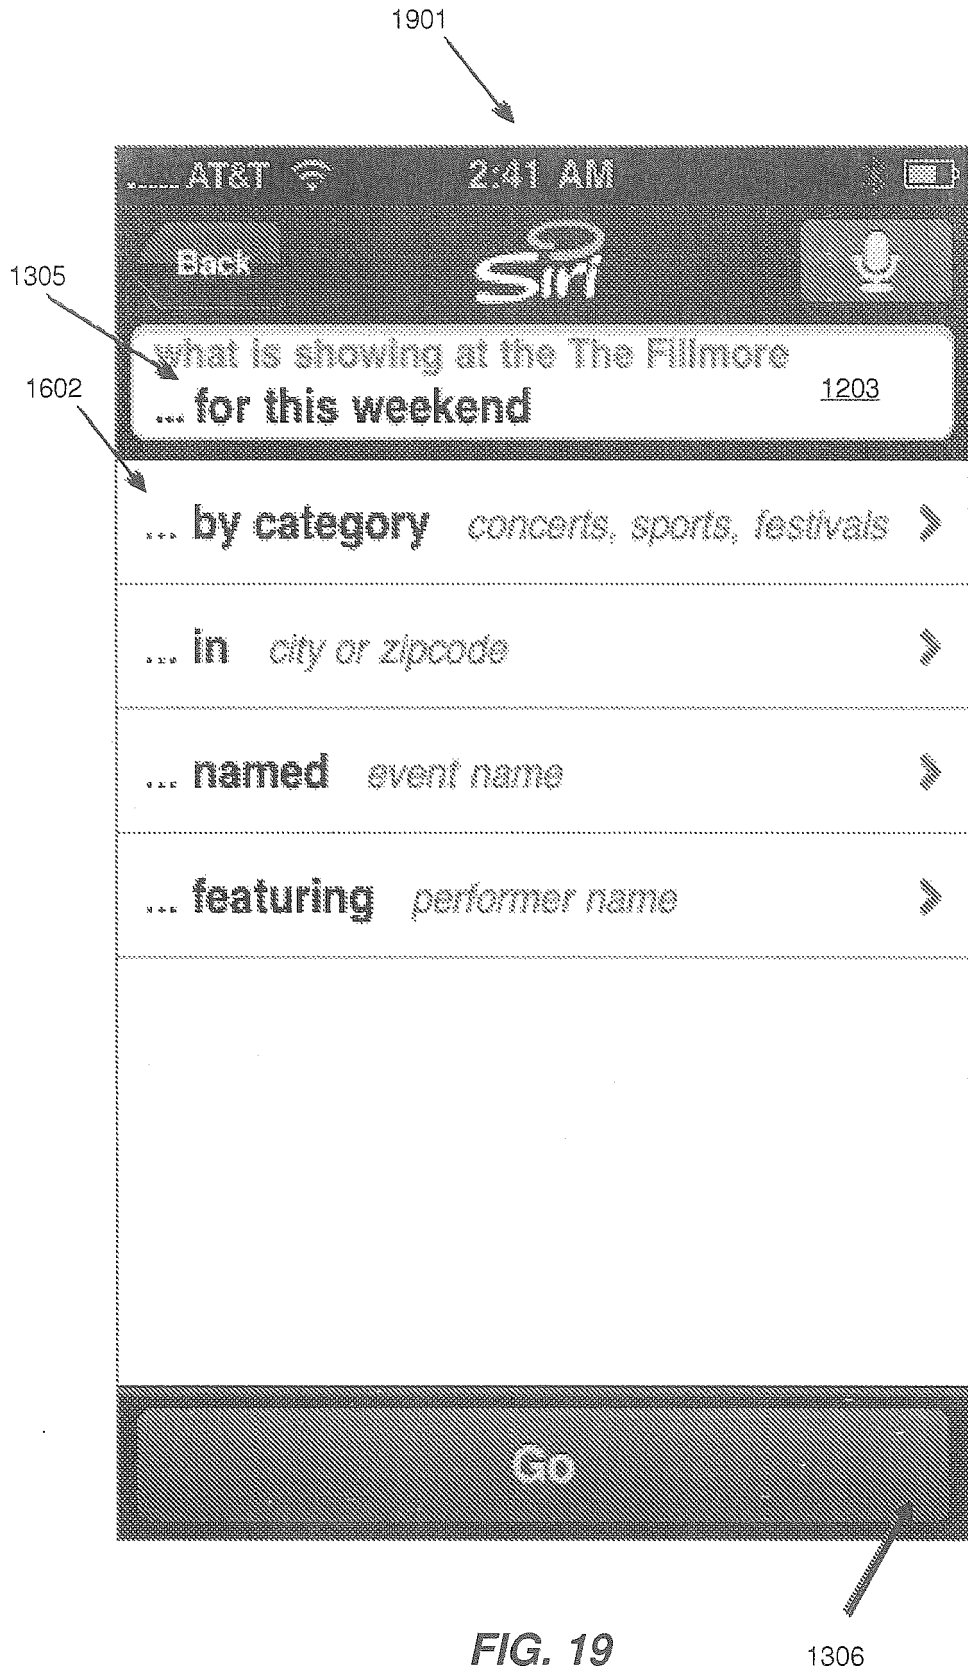 1901
AT&T 2:41 AM
Back Siri
1305
what is showing at the The Fillmore
1602
... for this weekend 1203
... by category concerts, sports, festivals
... in city or zipcode
... named event name
... featuring performer name
Go
FIG. 19
1306